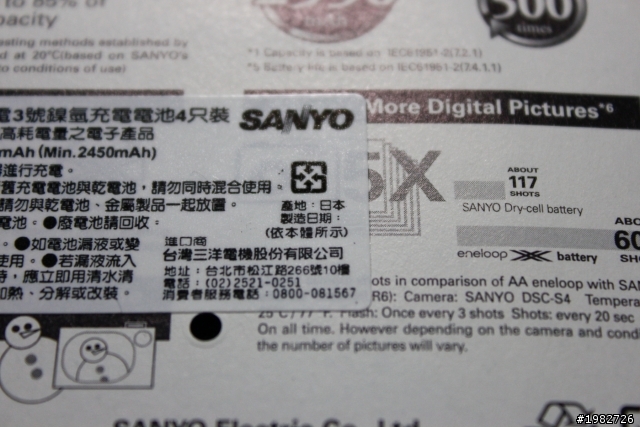 to 85% of
capacity
esting methods established by
d at 20°C(based on SANYO's
to conditions of use)
*1 Capacity is based on IEC61951-2(7.2.1)
*5 Battery life is based on IEC61951-2(7.4.1.1)
500
times
電3號鎳氫充電電池4只裝 SANYO
高耗電量之電子產品
mAh (Min. 2450mAh)
進行充電。
舊充電電池與乾電池，請勿同時混合使用。
請勿與乾電池、金屬製品一起放置。
電池。●廢電池請回收。
產地：日本
製造日期：
(依本體所示)
●如電池漏液或變
使用。●若漏液流入
時，應立即用清水清
加熱、分解或改裝。
進口商
台灣三洋電機股份有限公司
地址：台北市松江路266號10樓
電話：(02)2521-0251
消費者服務電話：0800-081567
More Digital Pictures*6
5X
ABOUT
117
SHOTS
SANYO Dry-cell battery
60
eneloop battery
ots in comparison of AA eneloop with SAN
R6): Camera: SANYO DSC-S4 Tempera
25°C/77°F. Flash: Once every 3 shots Shots: every 20 sec
On all time. However depending on the camera and condi
the number of pictures will vary.
SANYO Electric Co., Ltd.
#1982726